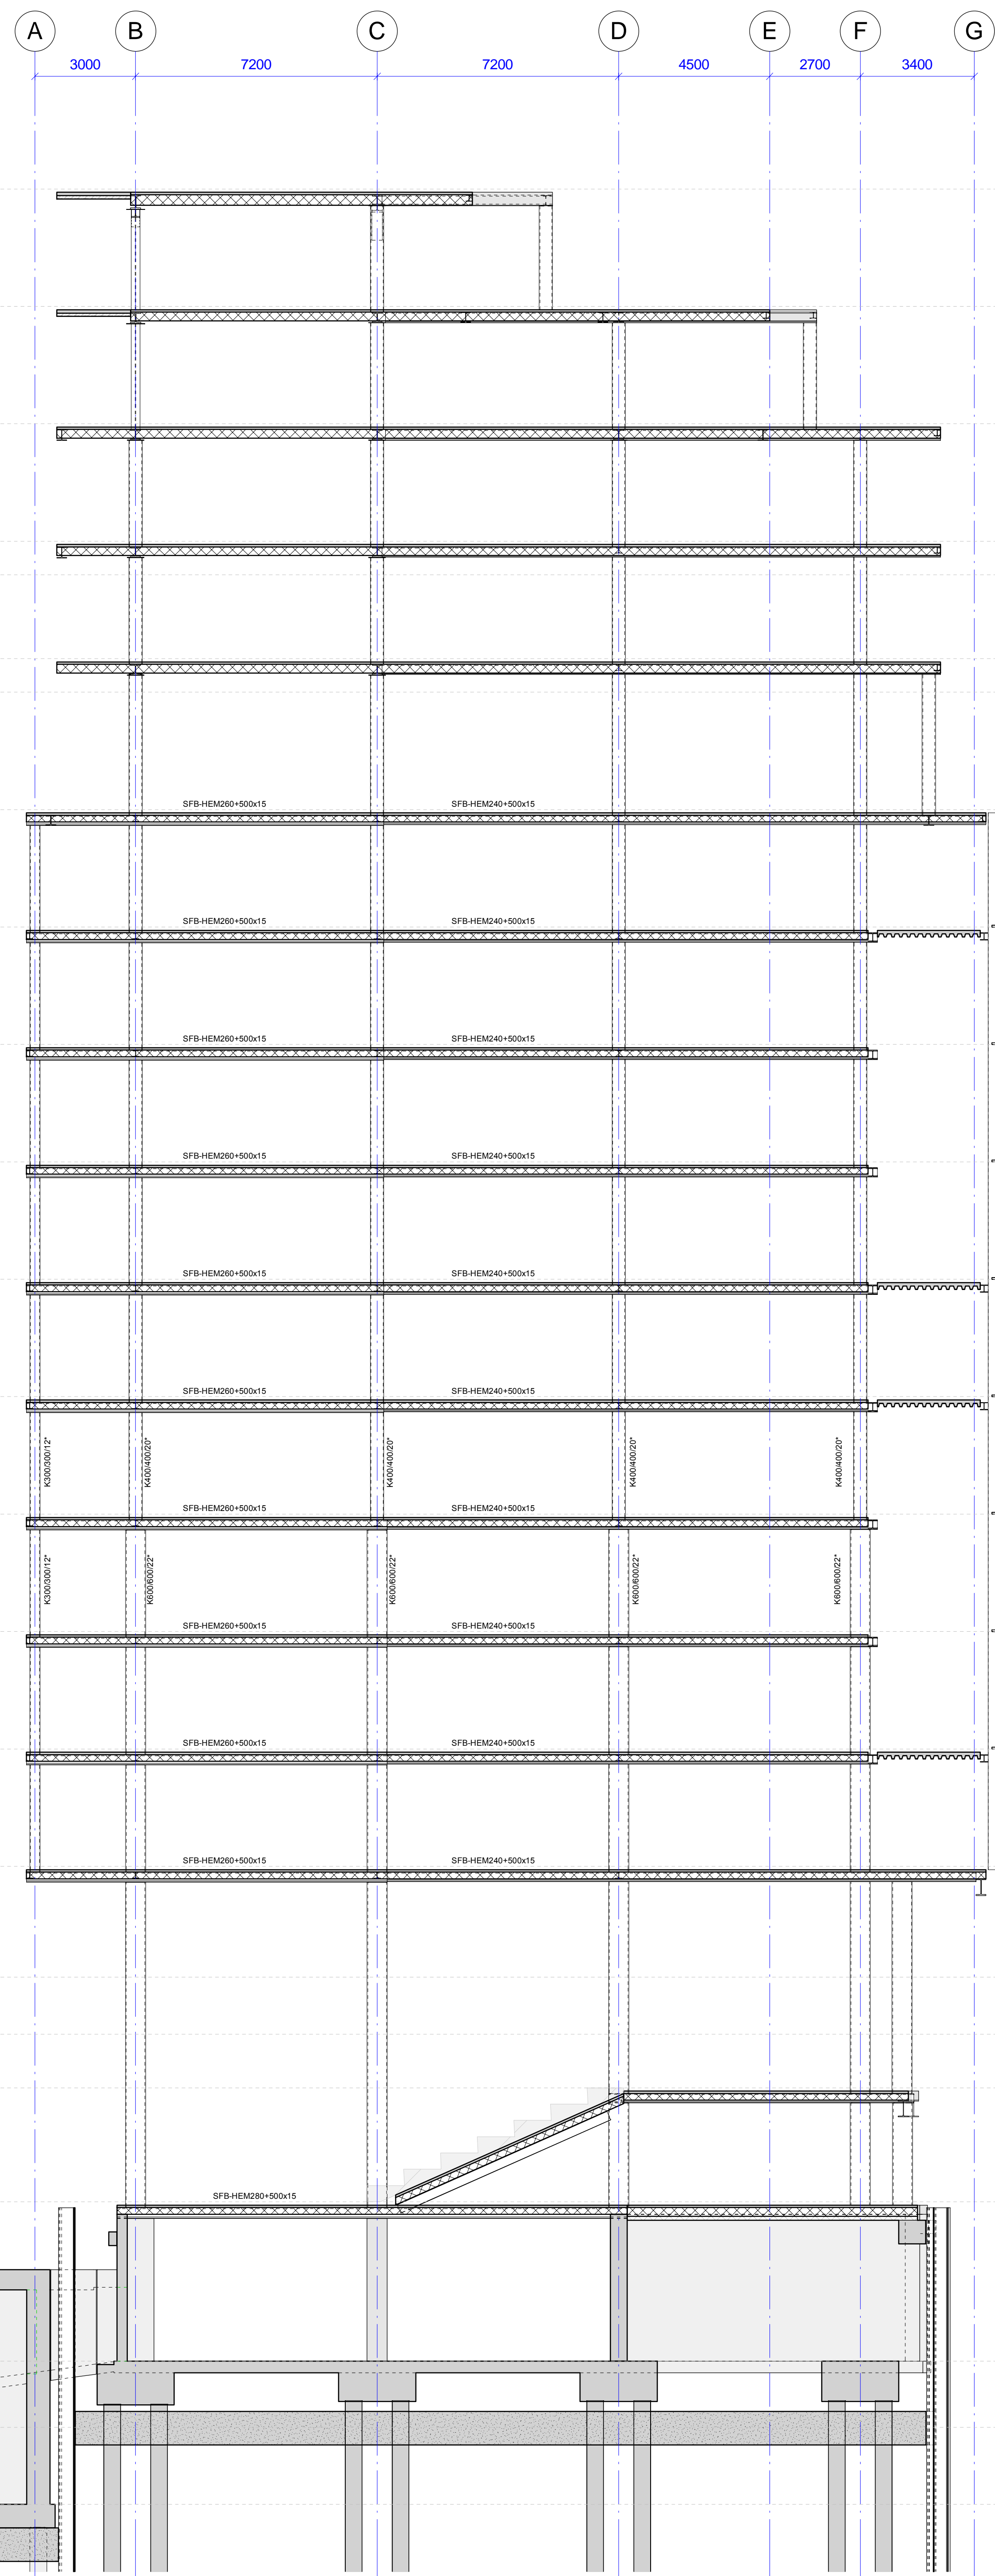 A B C D E F G
3000 7200 7200 4500 2700 3400
SFB-HEM260+500x15 SFB-HEM240+500x15
SFB-HEM260+500x15 SFB-HEM240+500x15
SFB-HEM260+500x15 SFB-HEM240+500x15
SFB-HEM260+500x15 SFB-HEM240+500x15
SFB-HEM260+500x15 SFB-HEM240+500x15
SFB-HEM260+500x15 SFB-HEM240+500x15
K300/300/12* K400/400/20* K400/400/20* K400/400/20* K400/400/20*
SFB-HEM260+500x15 SFB-HEM240+500x15
K300/300/12* K600/600/22* K600/600/22* K600/600/22* K600/600/22*
SFB-HEM260+500x15 SFB-HEM240+500x15
SFB-HEM260+500x15 SFB-HEM240+500x15
SFB-HEM260+500x15 SFB-HEM240+500x15
SFB-HEM280+500x15